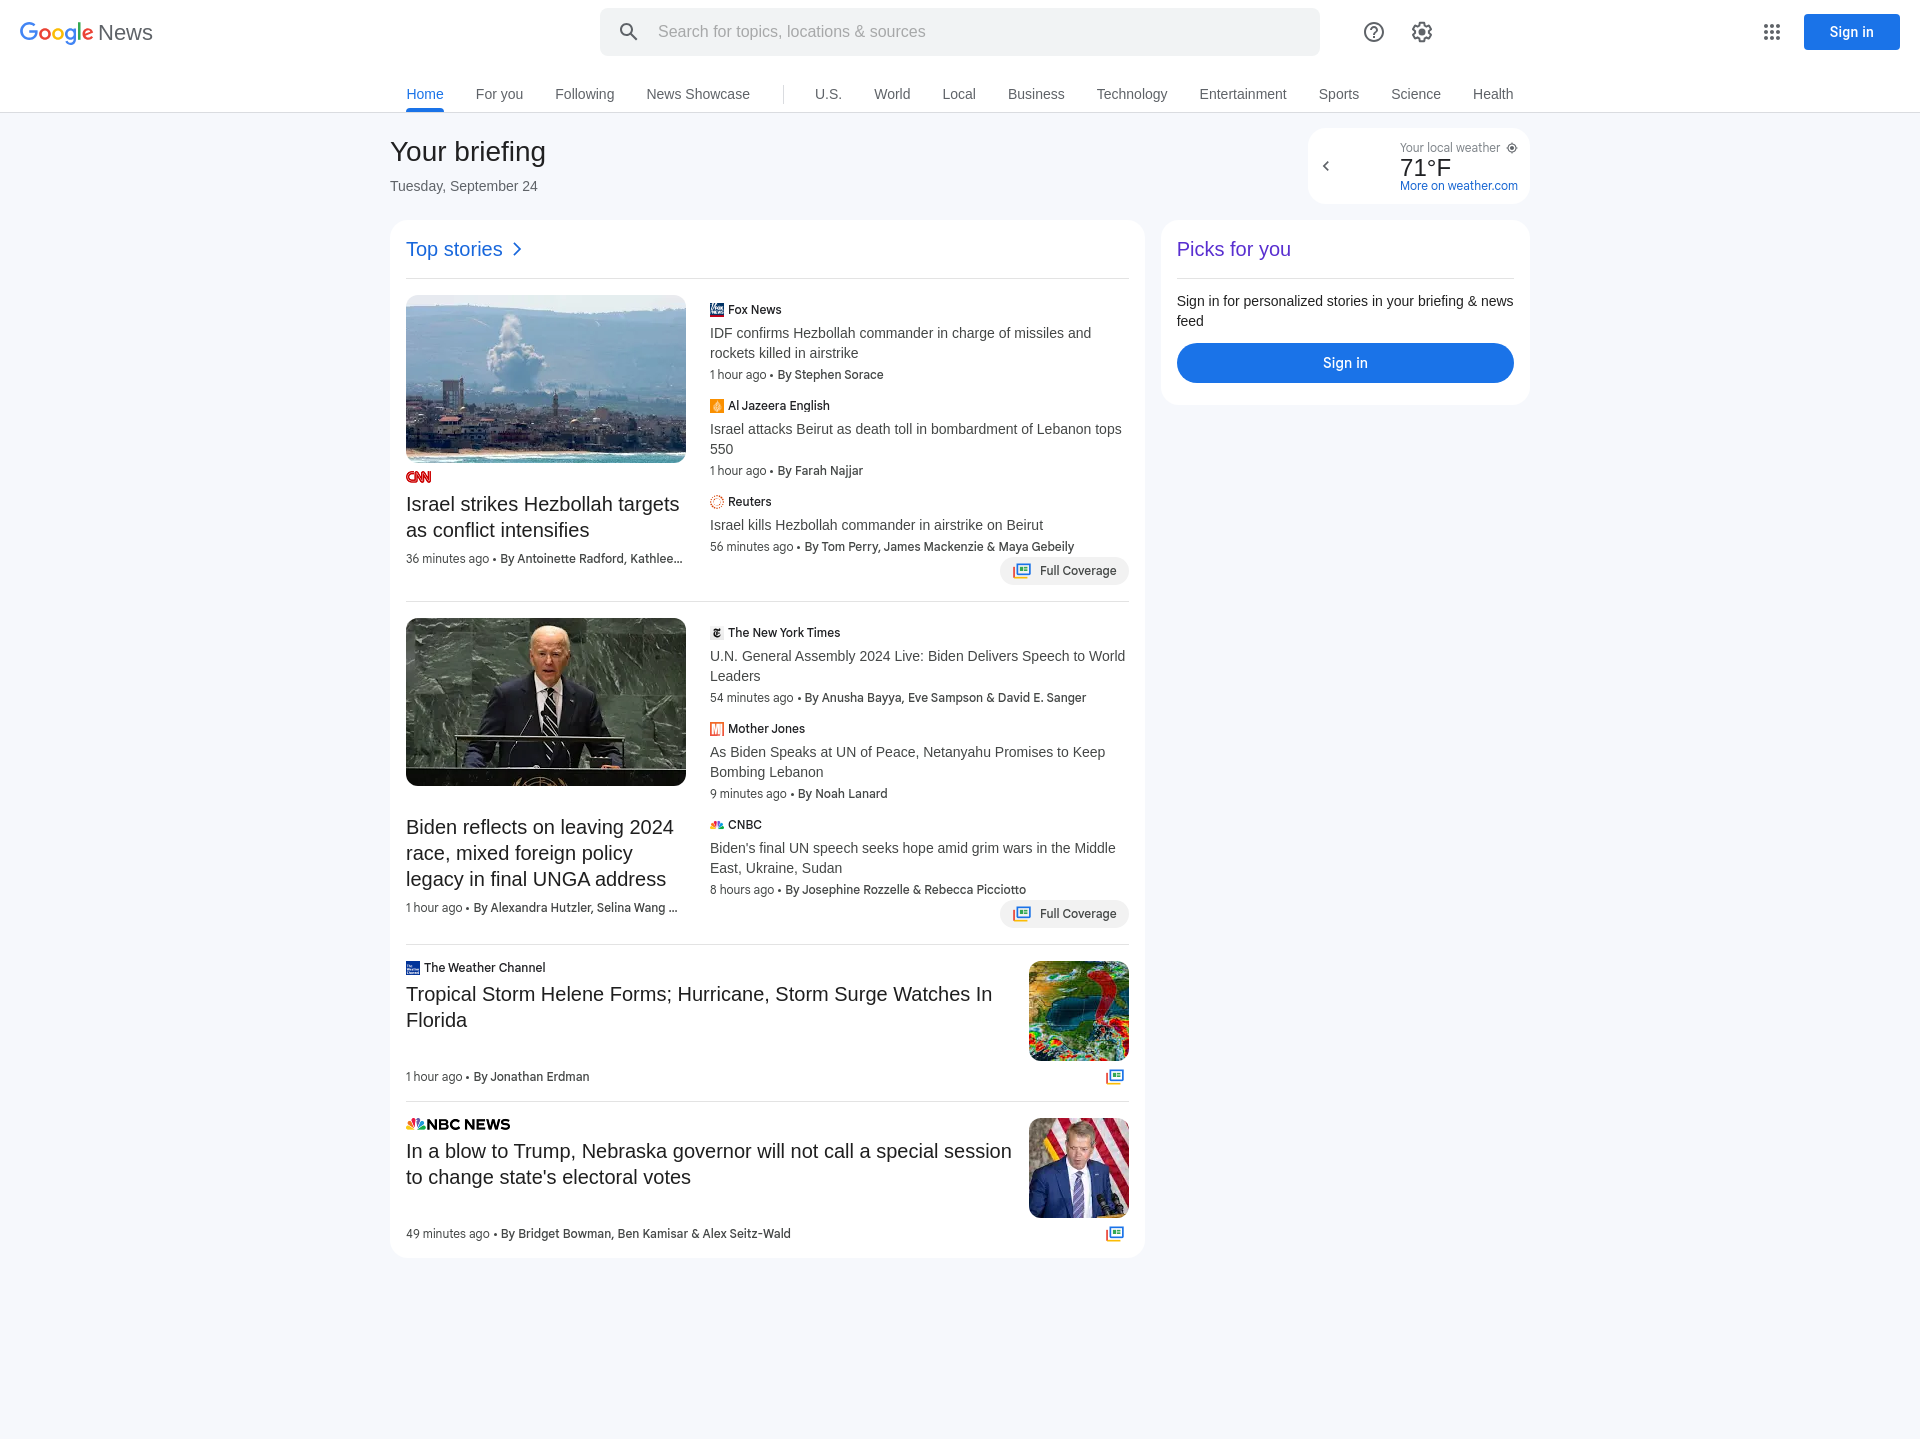 Google News
Search for topics, locations & sources
Sign in
Home
For you
Following
News Showcase
U.S.
World
Local
Business
Technology
Entertainment
Sports
Science
Health
Your briefing
Tuesday, September 24
Your local weather
71°F
More on weather.com
Top stories
CNN
Israel strikes Hezbollah targets
as conflict intensifies
36 minutes ago • By Antoinette Radford, Kathlee...
Fox News
IDF confirms Hezbollah commander in charge of missiles and
rockets killed in airstrike
1 hour ago • By Stephen Sorace
Al Jazeera English
Israel attacks Beirut as death toll in bombardment of Lebanon tops
550
1 hour ago • By Farah Najjar
Reuters
Israel kills Hezbollah commander in airstrike on Beirut
56 minutes ago • By Tom Perry, James Mackenzie & Maya Gebeily
Full Coverage
Biden reflects on leaving 2024
race, mixed foreign policy
legacy in final UNGA address
1 hour ago • By Alexandra Hutzler, Selina Wang ...
The New York Times
U.N. General Assembly 2024 Live: Biden Delivers Speech to World
Leaders
54 minutes ago • By Anusha Bayya, Eve Sampson & David E. Sanger
Mother Jones
As Biden Speaks at UN of Peace, Netanyahu Promises to Keep
Bombing Lebanon
9 minutes ago • By Noah Lanard
CNBC
Biden's final UN speech seeks hope amid grim wars in the Middle
East, Ukraine, Sudan
8 hours ago • By Josephine Rozzelle & Rebecca Picciotto
Full Coverage
The Weather Channel
Tropical Storm Helene Forms; Hurricane, Storm Surge Watches In
Florida
1 hour ago • By Jonathan Erdman
NBC NEWS
In a blow to Trump, Nebraska governor will not call a special session
to change state's electoral votes
49 minutes ago • By Bridget Bowman, Ben Kamisar & Alex Seitz-Wald
Picks for you
Sign in for personalized stories in your briefing & news
feed
Sign in